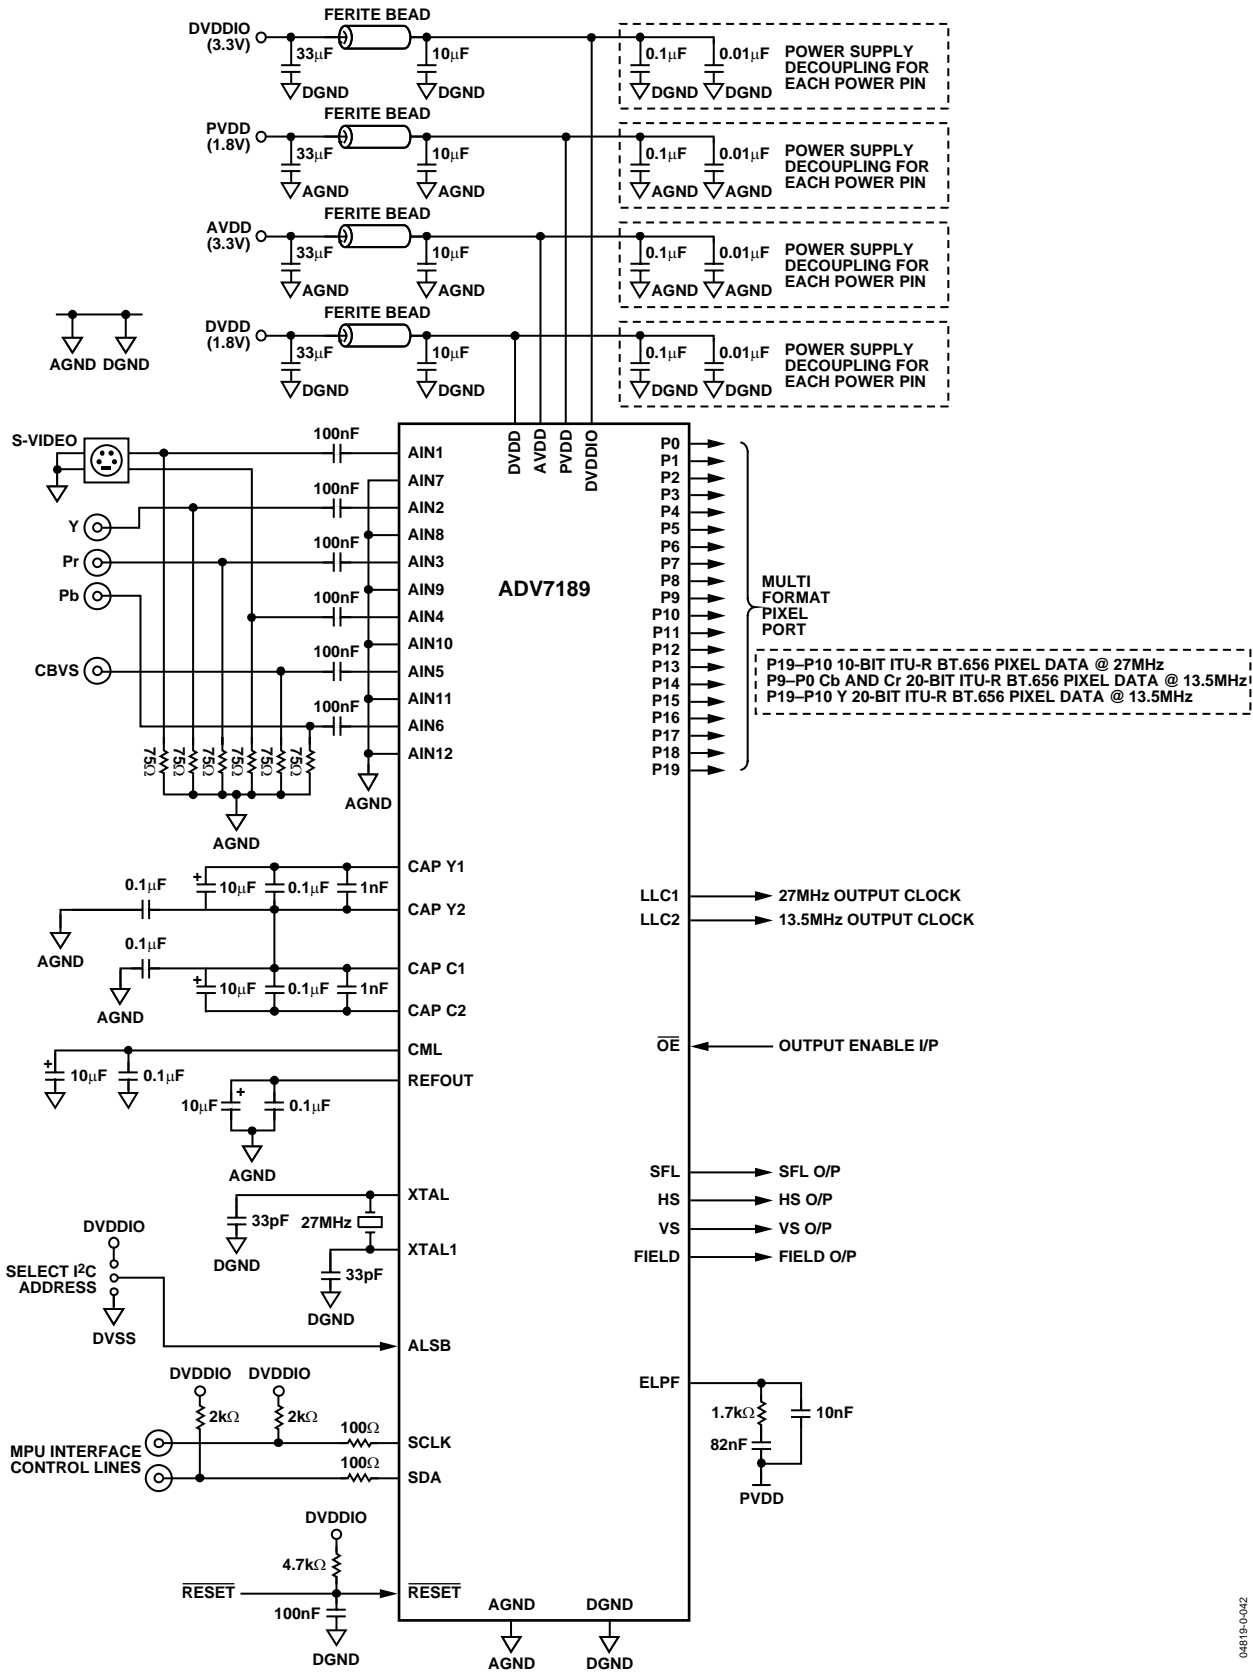 FERITE BEAD
DVDDIO
(3.3V)
33μF
10μF
0.1μF
0.01μF
POWER SUPPLY
DECOUPLING FOR
EACH POWER PIN
DGND
DGND
DGND
DGND
FERITE BEAD
PVDD
(1.8V)
33μF
10μF
0.1μF
0.01μF
POWER SUPPLY
DECOUPLING FOR
EACH POWER PIN
AGND
AGND
AGND
AGND
FERITE BEAD
AVDD
(3.3V)
33μF
10μF
0.1μF
0.01μF
POWER SUPPLY
DECOUPLING FOR
EACH POWER PIN
AGND
AGND
AGND
AGND
FERITE BEAD
DVDD
(1.8V)
33μF
10μF
0.1μF
0.01μF
POWER SUPPLY
DECOUPLING FOR
EACH POWER PIN
DGND
DGND
DGND
DGND
AGND DGND
S-VIDEO
Y
Pr
Pb
CBVS
100nF
100nF
100nF
100nF
100nF
100nF
75Ω
75Ω
75Ω
75Ω
75Ω
75Ω
AGND
AGND
AIN1
AIN7
AIN2
AIN8
AIN3
AIN9
AIN4
AIN10
AIN5
AIN11
AIN6
AIN12
DVDD
AVDD
PVDD
DVDDIO
ADV7189
P0
P1
P2
P3
P4
P5
P6
P7
P8
P9
P10
P11
P12
P13
P14
P15
P16
P17
P18
P19
MULTI
FORMAT
PIXEL
PORT
P19–P10 10-BIT ITU-R BT.656 PIXEL DATA @ 27MHz
P9–P0 Cb AND Cr 20-BIT ITU-R BT.656 PIXEL DATA @ 13.5MHz
P19–P10 Y 20-BIT ITU-R BT.656 PIXEL DATA @ 13.5MHz
0.1μF
+
10μF
0.1μF
1nF
CAP Y1
CAP Y2
AGND
0.1μF
+
10μF
0.1μF
1nF
CAP C1
CAP C2
AGND
LLC1
27MHz OUTPUT CLOCK
LLC2
13.5MHz OUTPUT CLOCK
+
10μF
0.1μF
CML
OE
OUTPUT ENABLE I/P
REFOUT
10μF
+
0.1μF
AGND
SFL
SFL O/P
HS
HS O/P
VS
VS O/P
FIELD
FIELD O/P
XTAL
33pF
27MHz
DGND
XTAL1
33pF
DGND
DVDDIO
SELECT I²C
ADDRESS
DVSS
ALSB
DVDDIO
DVDDIO
2kΩ
2kΩ
MPU INTERFACE
CONTROL LINES
100Ω
SCLK
100Ω
SDA
ELPF
1.7kΩ
10nF
82nF
PVDD
DVDDIO
4.7kΩ
RESET
RESET
100nF
DGND
AGND
DGND
AGND
DGND
04819-0-042